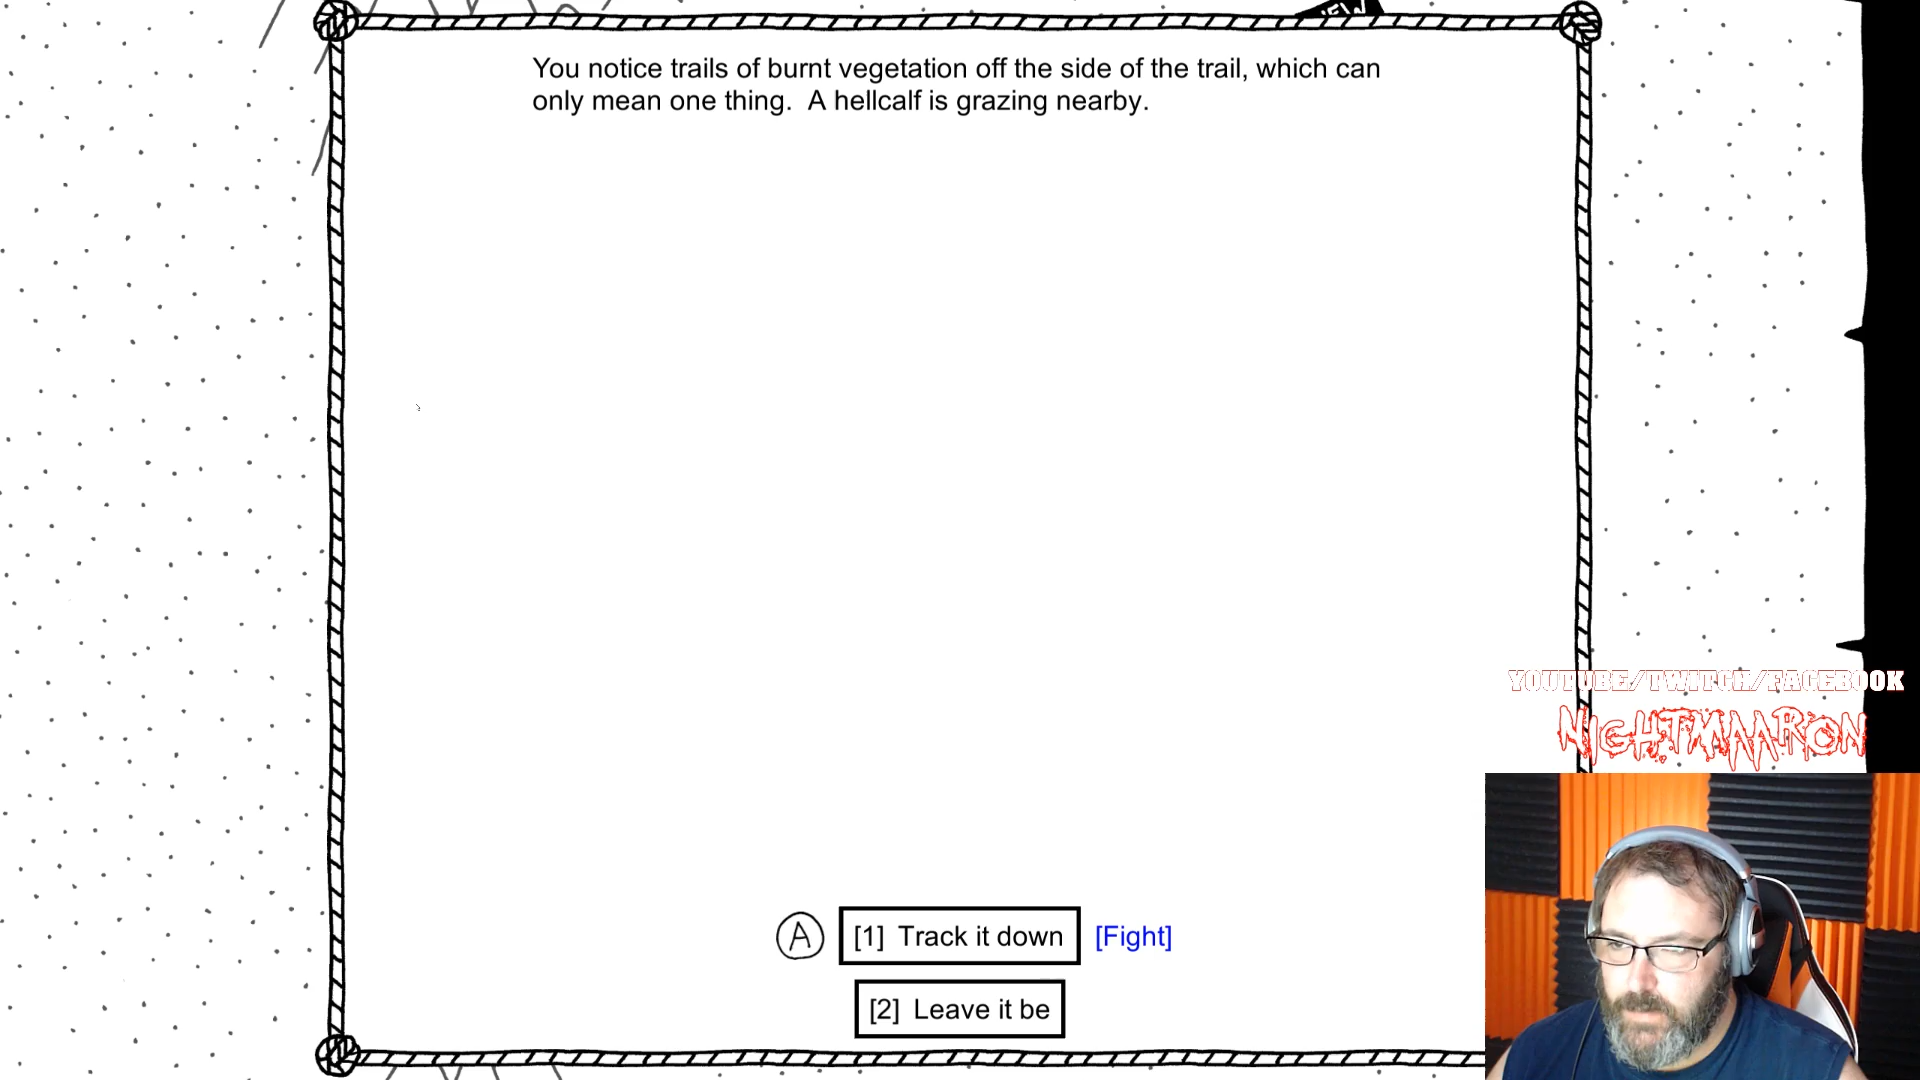 You notice trails of burnt vegetation off the side of the trail, which can
only mean one thing.  A hellcalf is grazing nearby.
A [1] Track it down [Fight]
[2] Leave it be
YOUTUBE/TWITCH/FACEBOOK
NIGHTMAARON